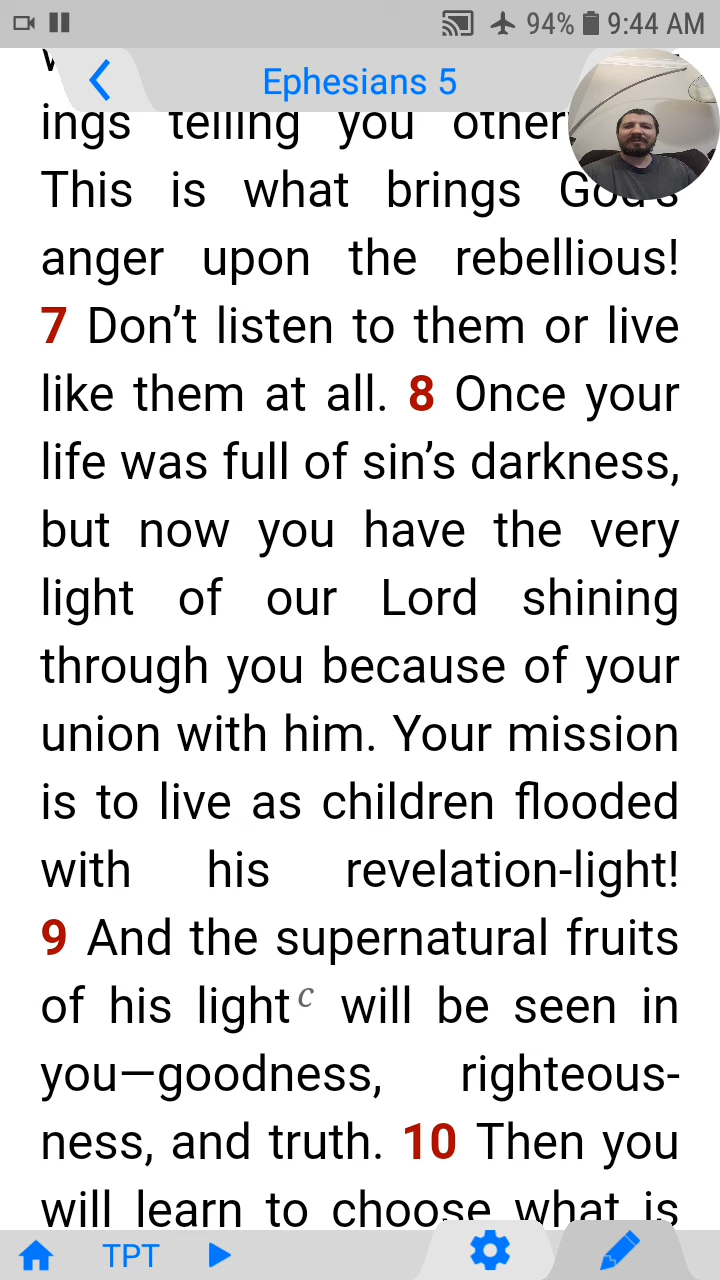 94% 9:44 AM
Ephesians 5
ings telling you other
This is what brings God's
anger upon the rebellious!
7 Don’t listen to them or live
like them at all. 8 Once your
life was full of sin’s darkness,
but now you have the very
light of our Lord shining
through you because of your
union with him. Your mission
is to live as children flooded
with his revelation-light!
9 And the supernatural fruits
of his light c will be seen in
you—goodness, righteous-
ness, and truth. 10 Then you
will learn to choose what is
TPT